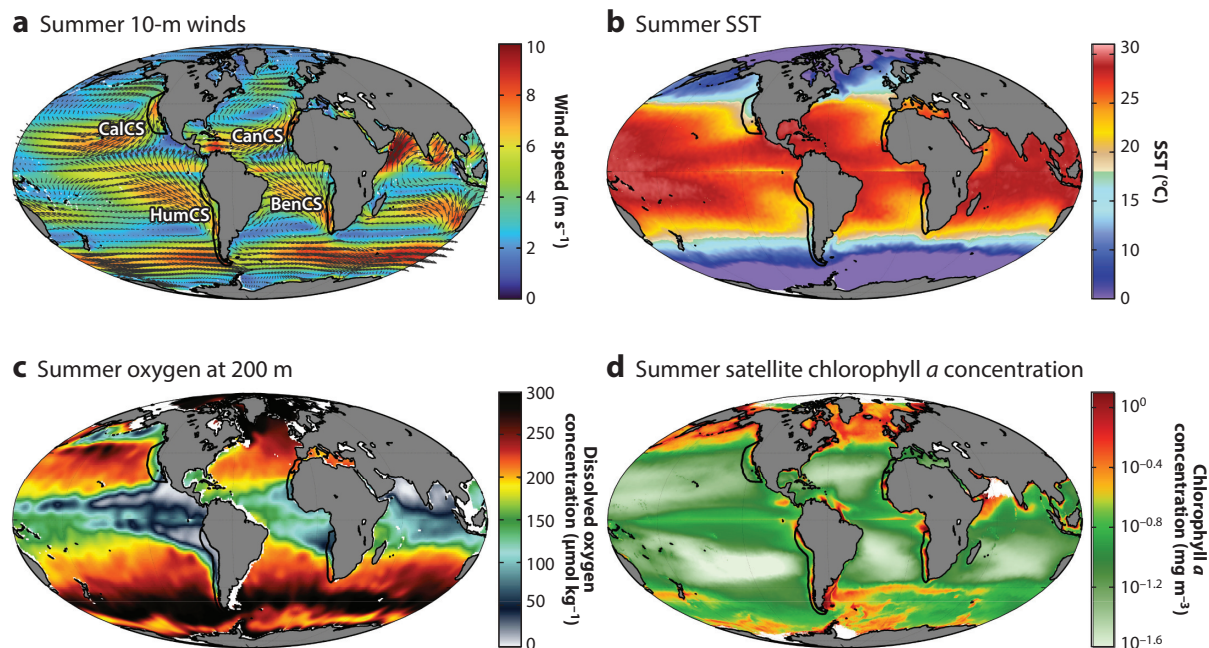 a Summer 10-m winds
CalCS
CanCS
HumCS
BenCS
10
8
6
4
2
0
Wind speed (m s⁻¹)
b Summer SST
30
25
20
15
10
0
SST (°C)
c Summer oxygen at 200 m
300
250
200
150
100
50
0
Dissolved oxygen
concentration (μmol kg⁻¹)
d Summer satellite chlorophyll a concentration
10⁰
10⁻⁰·⁴
10⁻⁰·⁸
10⁻¹·²
10⁻¹·⁶
Chlorophyll a
concentration (mg m⁻³)